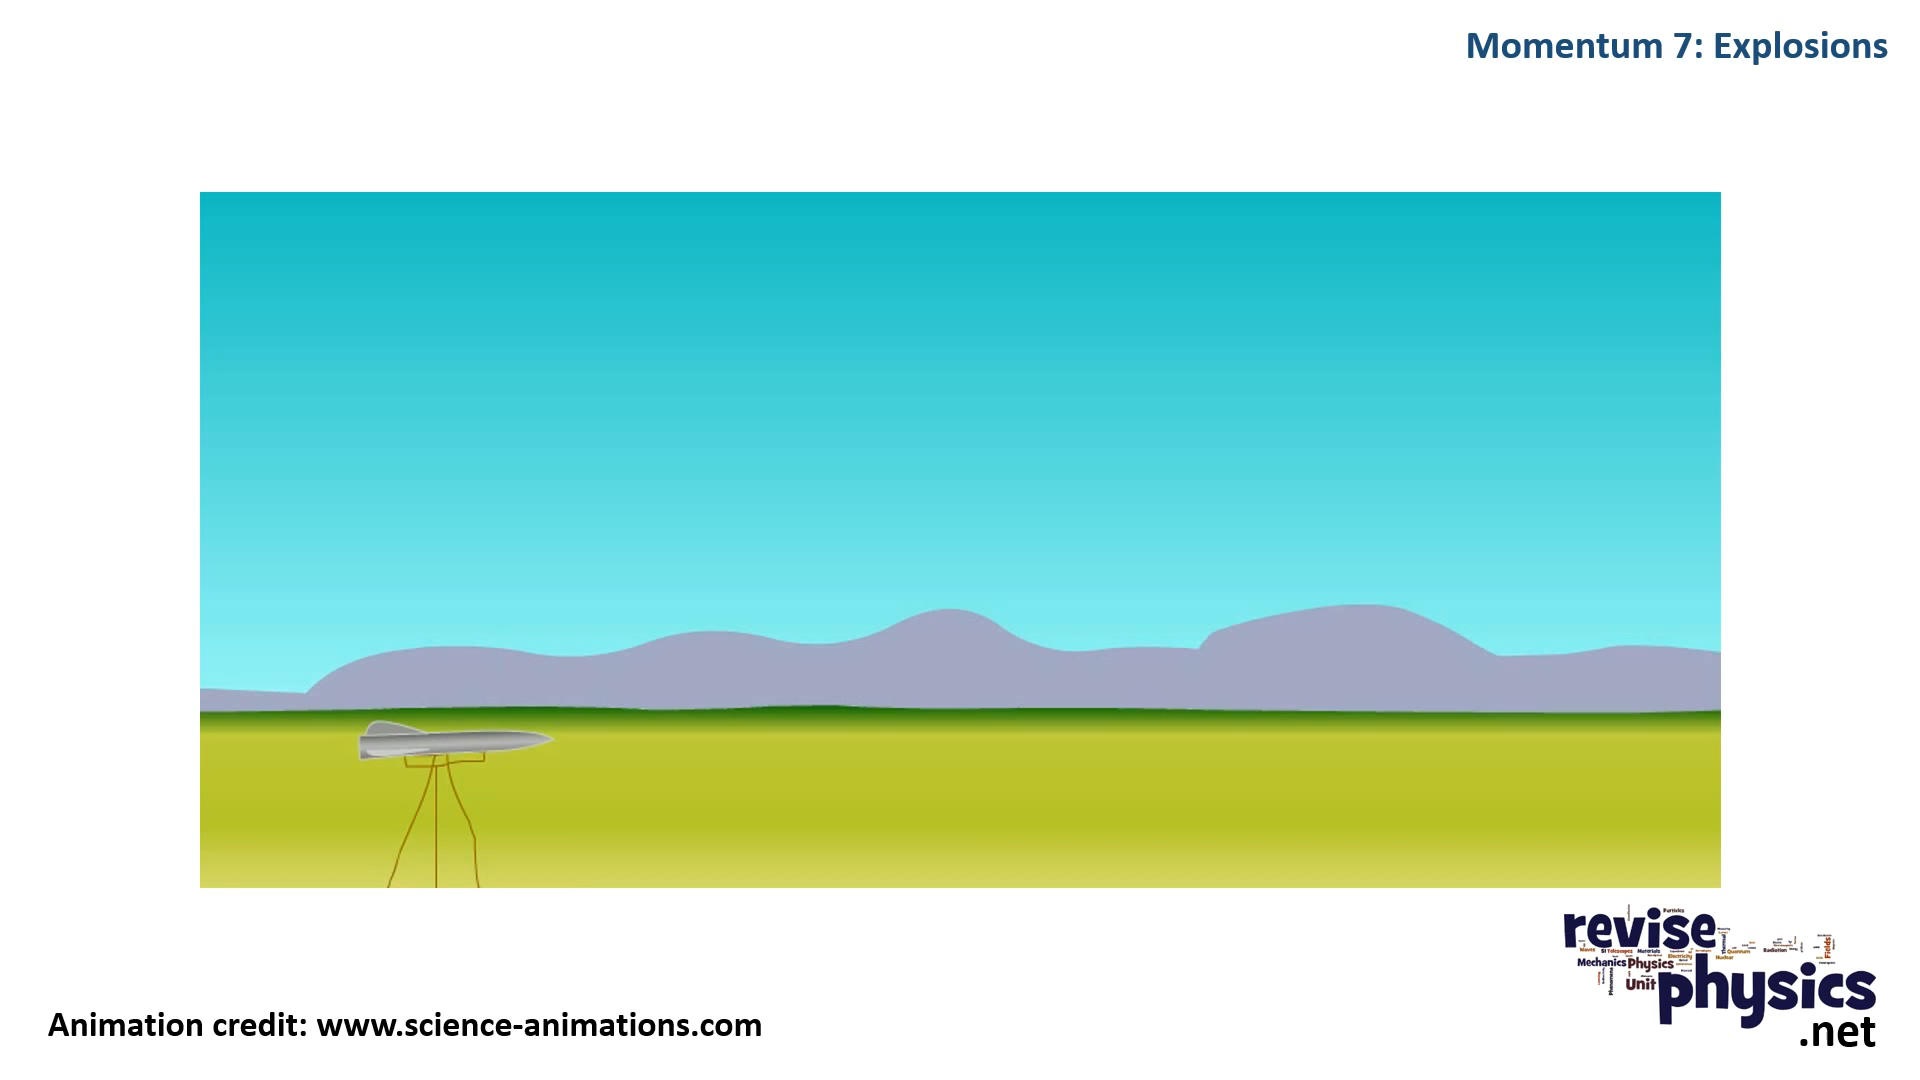 Momentum 7: Explosions
revise
Mechanics Physics
Unit
physics
.net
Animation credit: www.science-animations.com